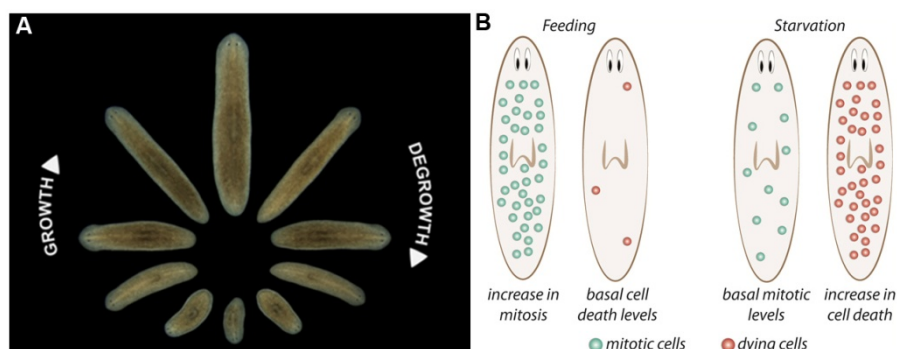 A
GROWTH
DEGROWTH
B
Feeding
Starvation
increase in
mitosis
basal cell
death levels
basal mitotic
levels
increase in
cell death
mitotic cells
dying cells